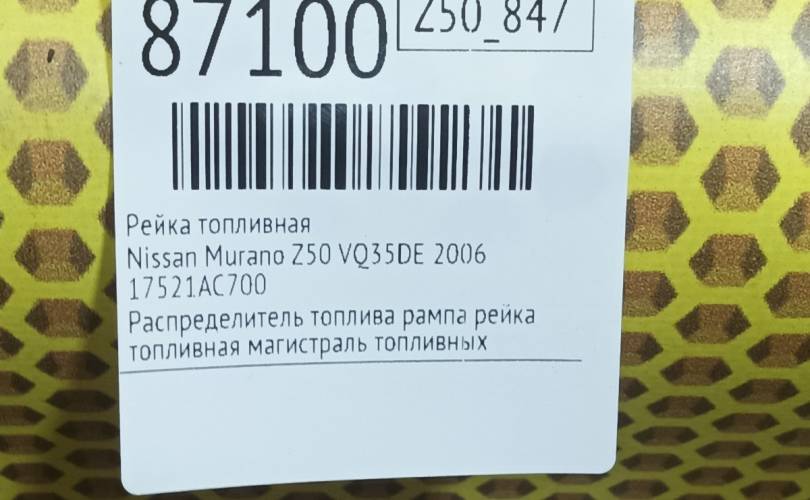 87100
Z50_847
Рейка топливная
Nissan Murano Z50 VQ35DE 2006
17521AC700
Распределитель топлива рампа рейка
топливная магистраль топливных